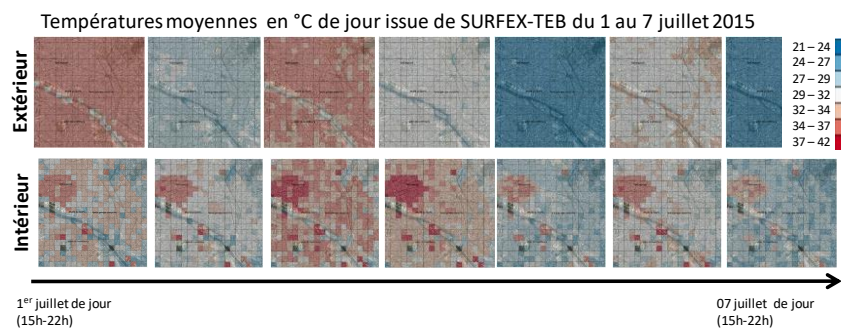 Températures moyennes en °C de jour issue de SURFEX-TEB du 1 au 7 juillet 2015
Extérieur
21 – 24
24 – 27
27 – 29
29 – 32
32 – 34
34 – 37
37 – 42
Intérieur
1er juillet de jour
(15h-22h)
07 juillet de jour
(15h-22h)